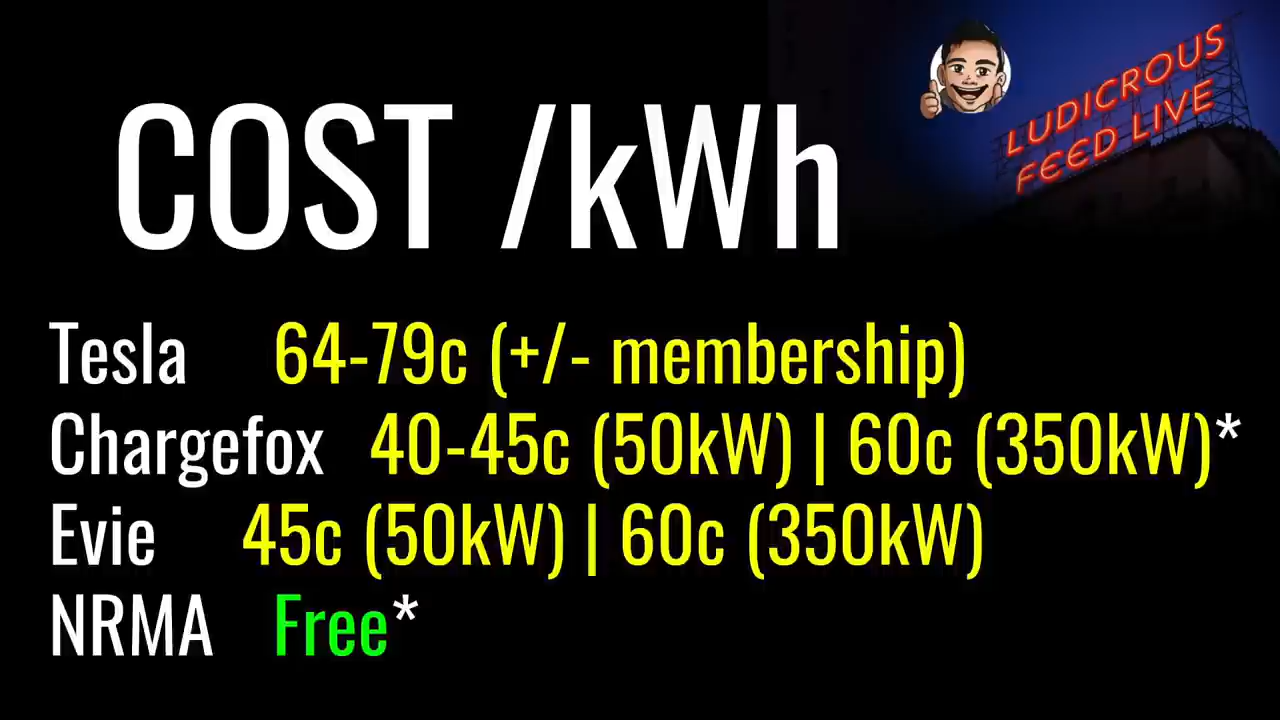 COST /kWh
LUDICROUS
FEED LIVE
Tesla 64-79c (+/- membership)
Chargefox 40-45c (50kW) | 60c (350kW)*
Evie 45c (50kW) | 60c (350kW)
NRMA Free*